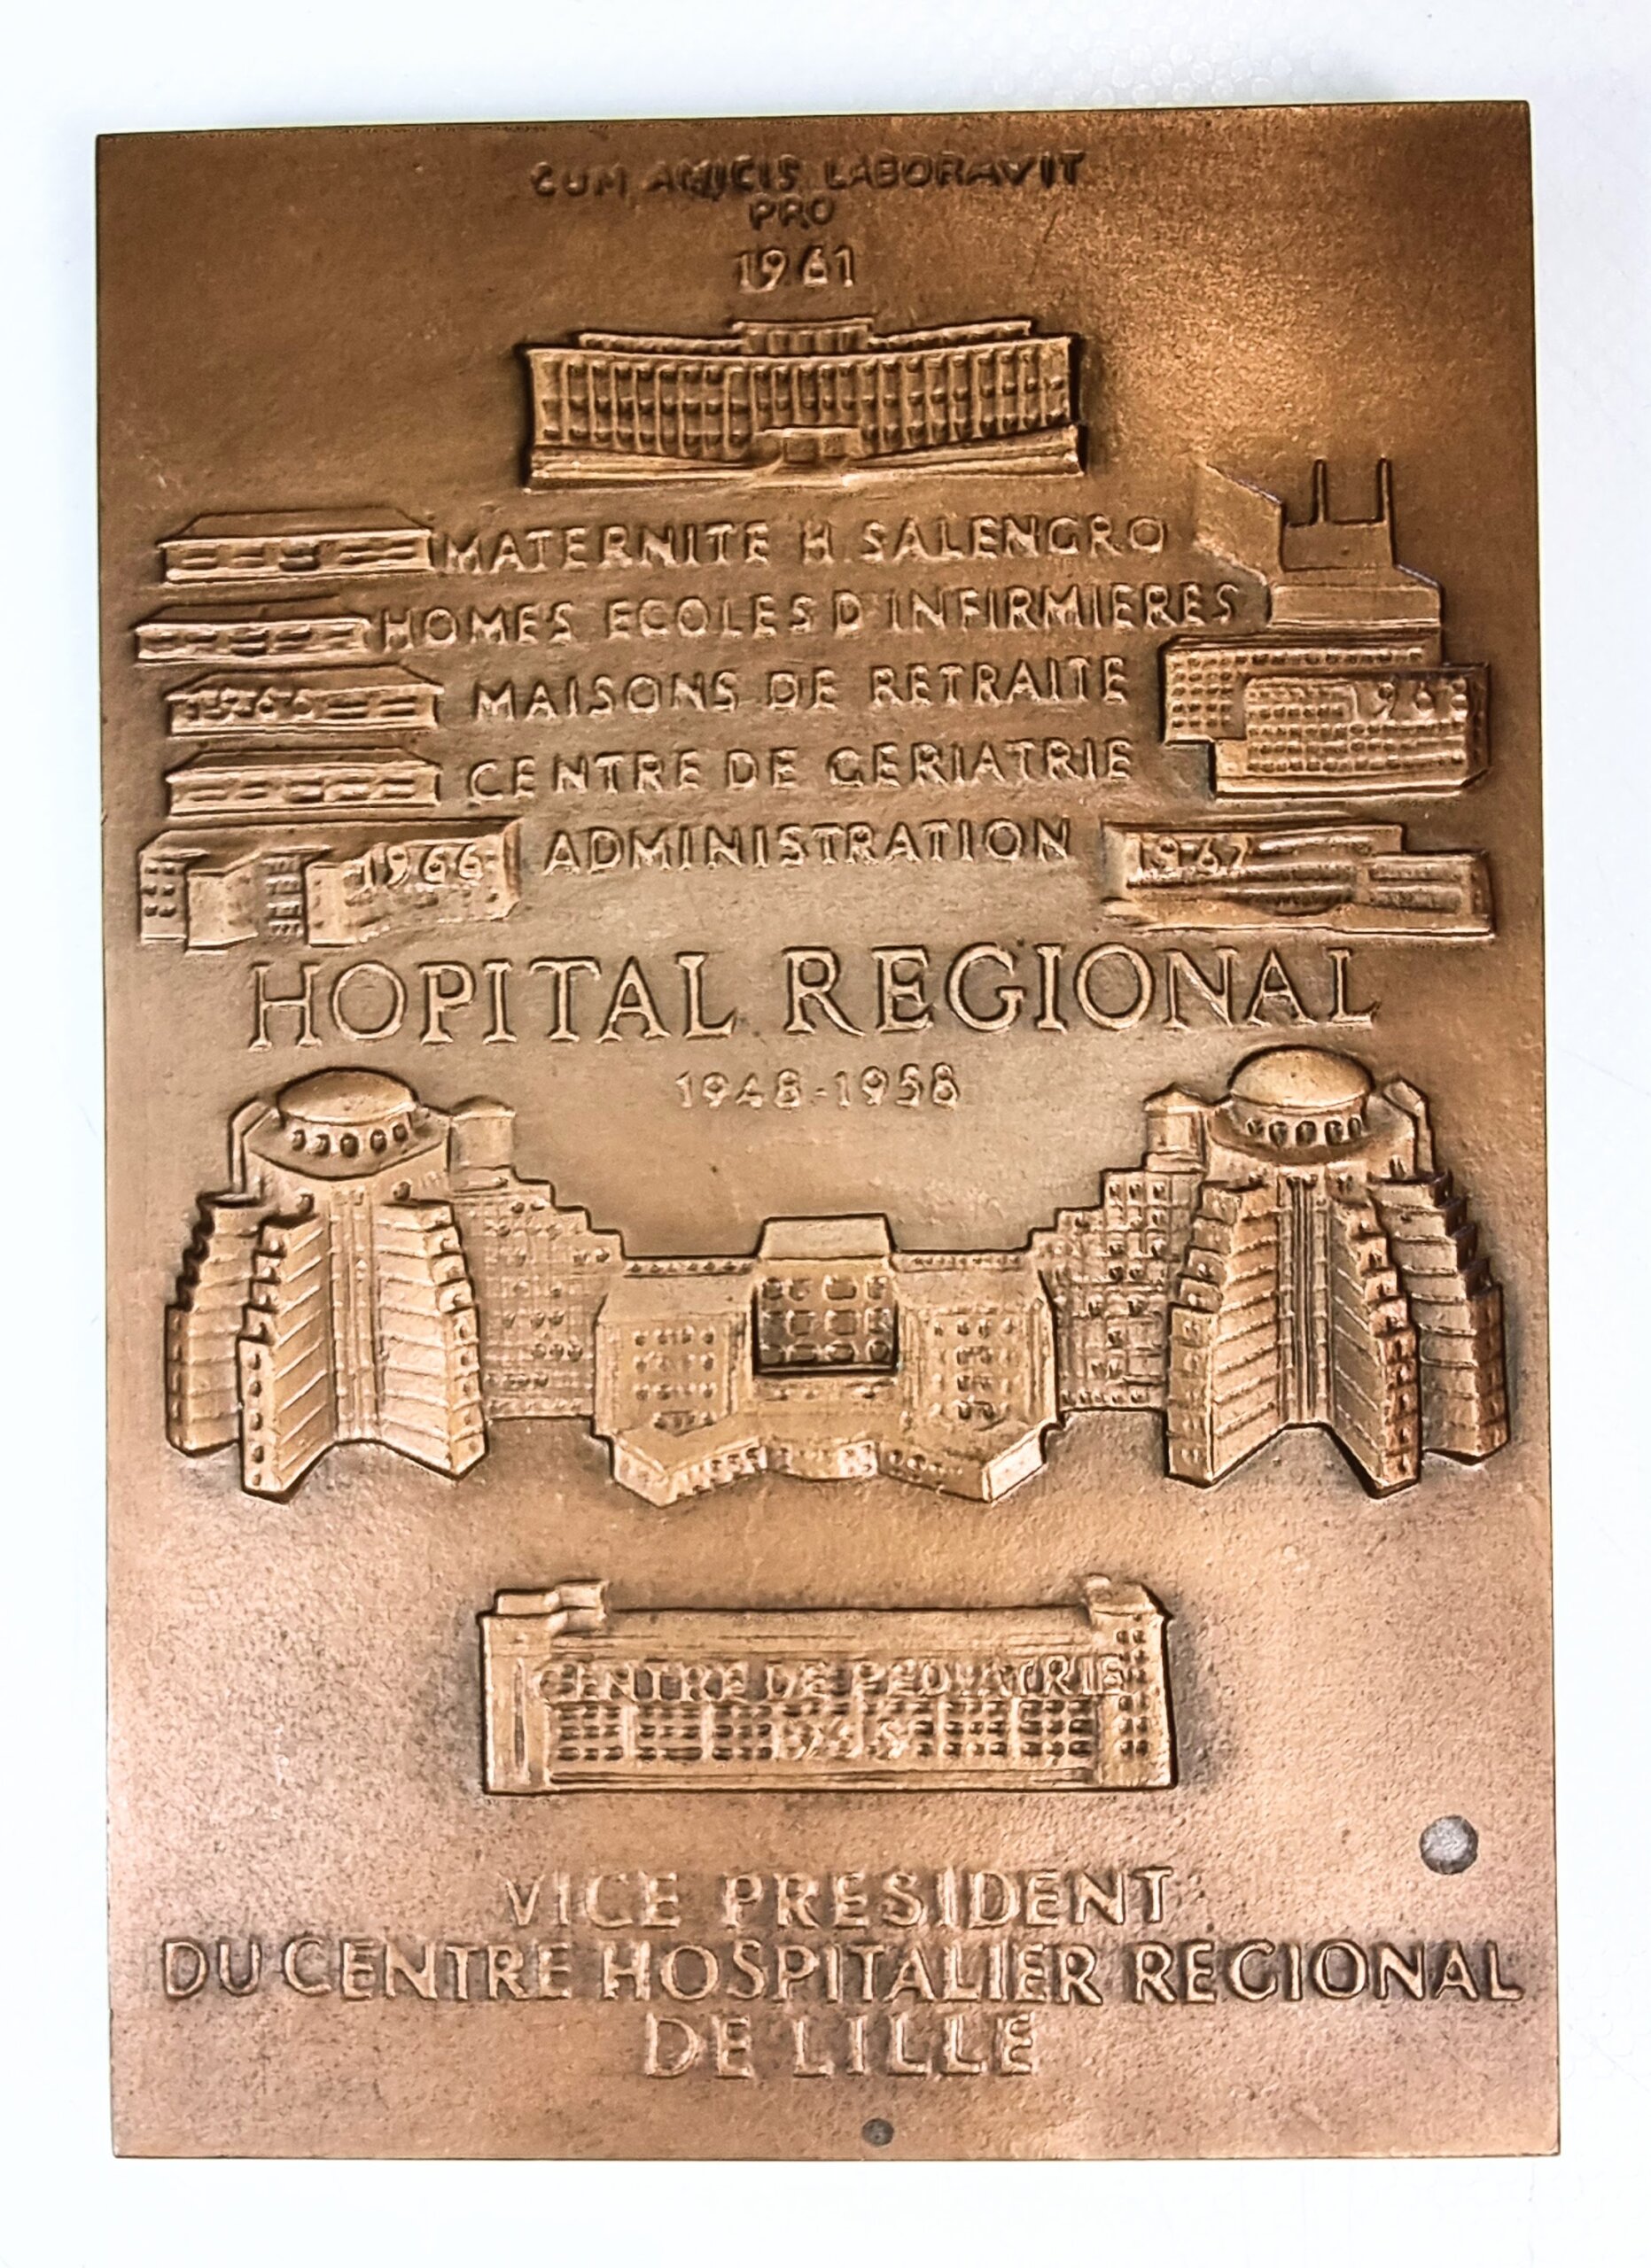 CUM AMICIS LABORAVIT
PRO
1961
MATERNITE H. SALENGRO
HOMES ECOLES D'INFIRMIERES
MAISONS DE RETRAITE
1968
CENTRE DE GERIATRIE
1966 ADMINISTRATION 1967
HOPITAL REGIONAL
1948-1958
CENTRE DE PEDIATRIE
VICE PRESIDENT
DU CENTRE HOSPITALIER REGIONAL
DE LILLE